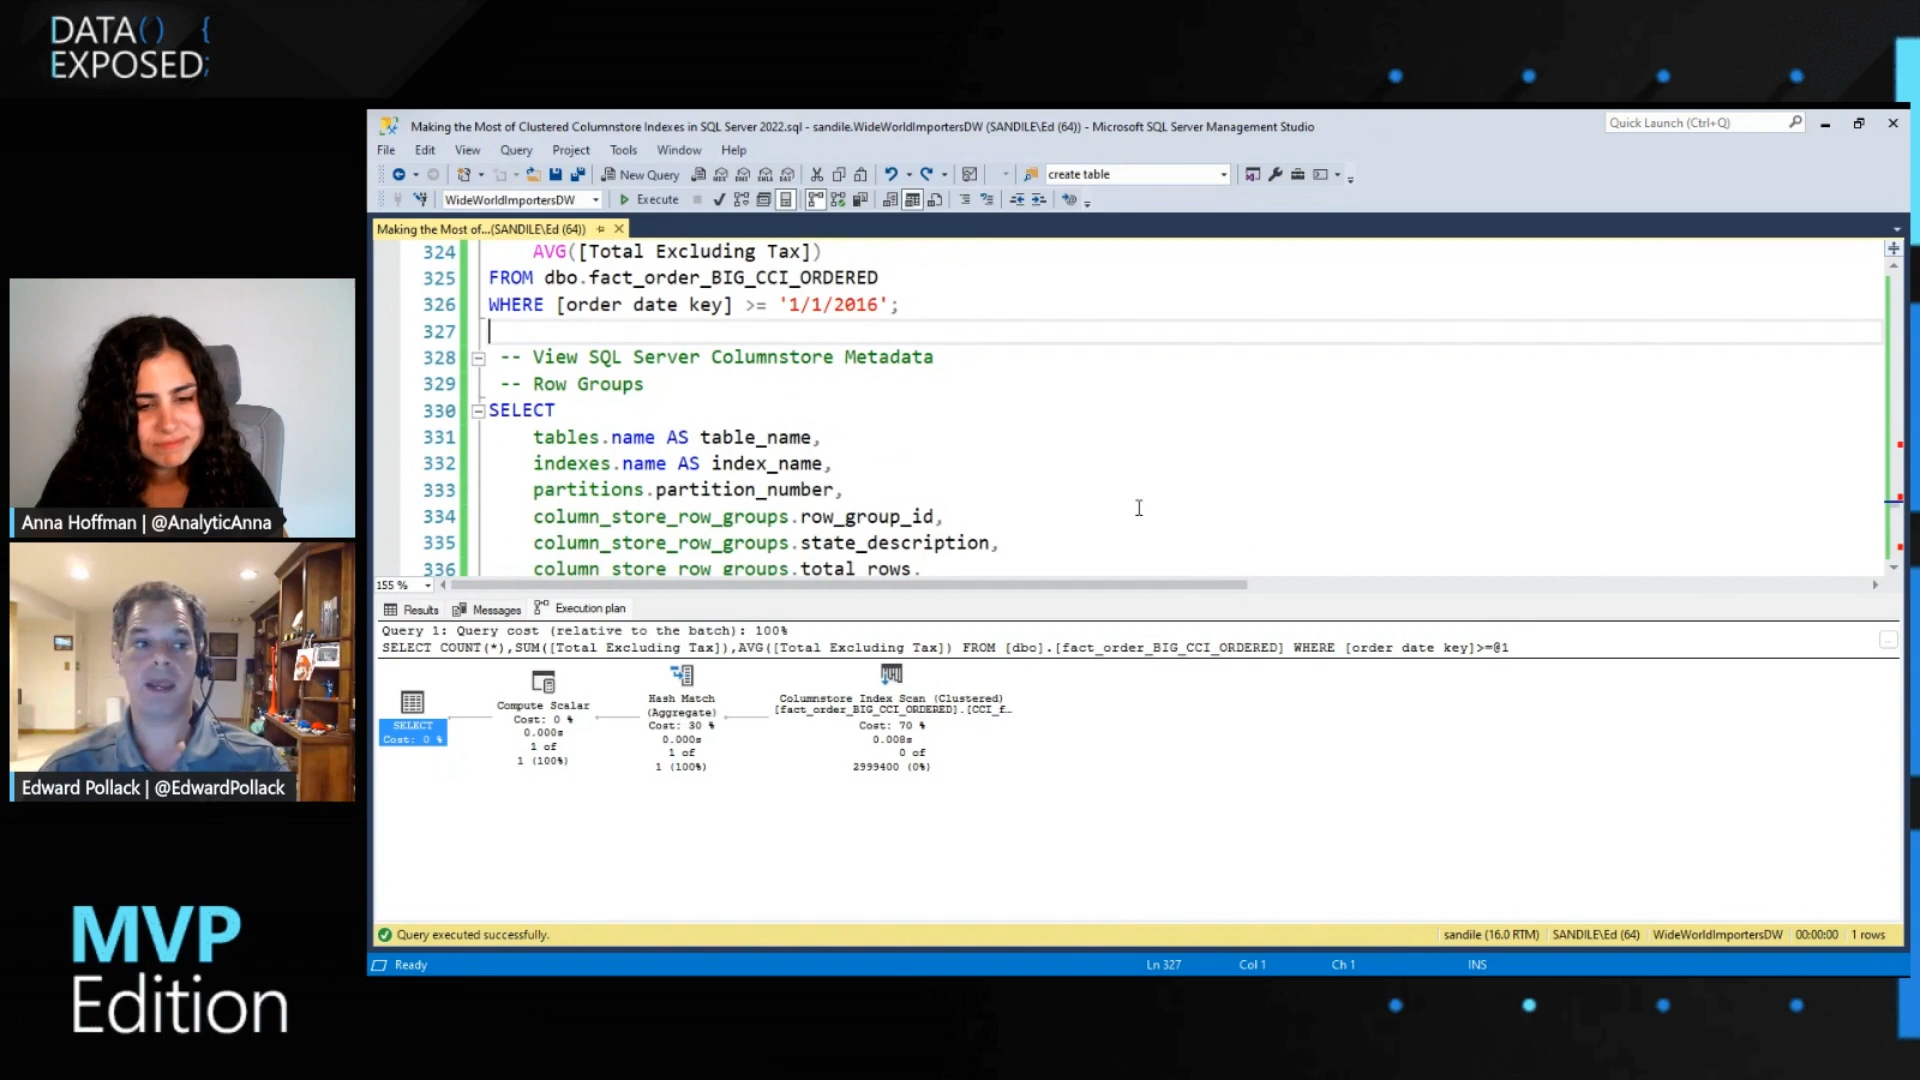 DATA() {
EXPOSED;
Making the Most of Clustered Columnstore Indexes in SQL Server 2022.sql - sandile.WideWorldImportersDW (SANDILE\Ed (64)) - Microsoft SQL Server Management Studio
Quick Launch (Ctrl+Q)
File Edit View Query Project Tools Window Help
New Query
create table
WideWorldImportersDW
Execute
Making the Most of...(SANDILE\Ed (64))
324 AVG([Total Excluding Tax])
325 FROM dbo.fact_order_BIG_CCI_ORDERED
326 WHERE [order date key] >= '1/1/2016';
327
328 -- View SQL Server Columnstore Metadata
329 -- Row Groups
330 SELECT
331 tables.name AS table_name,
332 indexes.name AS index_name,
333 partitions.partition_number,
334 column_store_row_groups.row_group_id,
335 column_store_row_groups.state_description,
336 column_store_row_groups.total_rows,
155 %
Results Messages Execution plan
Query 1: Query cost (relative to the batch): 100%
SELECT COUNT(*),SUM([Total Excluding Tax]),AVG([Total Excluding Tax]) FROM [dbo].[fact_order_BIG_CCI_ORDERED] WHERE [order date key]>=@1
SELECT
Cost: 0 %
Compute Scalar
Cost: 0 %
0.000s
1 of
1 (100%)
Hash Match
(Aggregate)
Cost: 30 %
0.000s
1 of
1 (100%)
Columnstore Index Scan (Clustered)
[fact_order_BIG_CCI_ORDERED].[CCI_f…
Cost: 70 %
0.008s
0 of
2999400 (0%)
Query executed successfully.
sandile (16.0 RTM) SANDILE\Ed (64) WideWorldImportersDW 00:00:00 1 rows
Ready
Ln 327 Col 1 Ch 1 INS
Anna Hoffman | @AnalyticAnna
Edward Pollack | @EdwardPollack
MVP
Edition